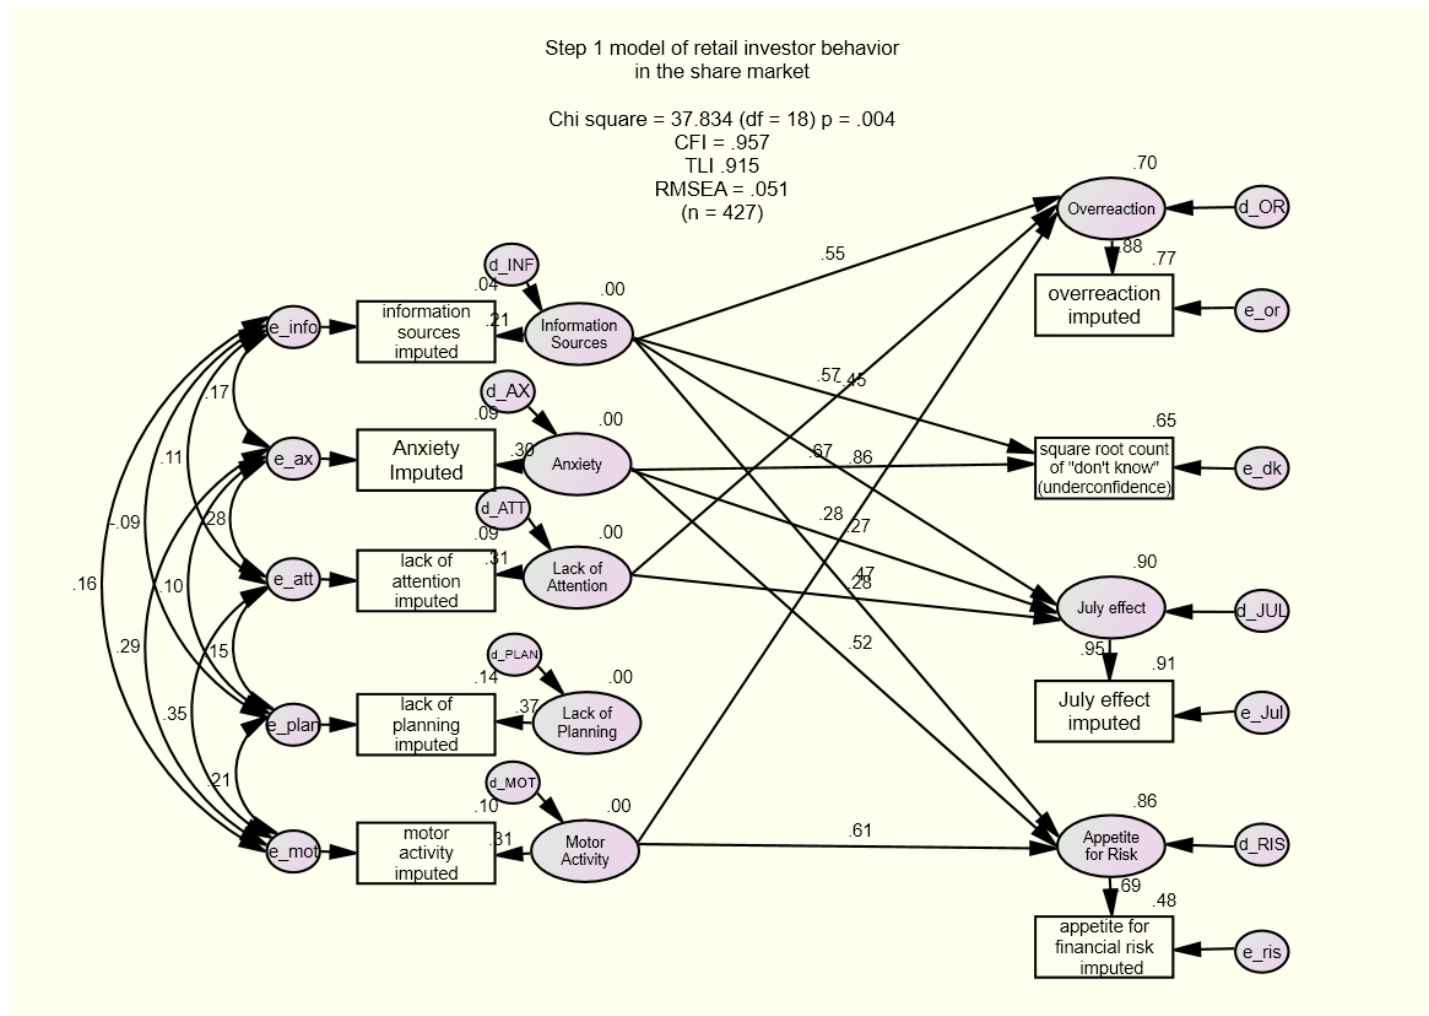 Step 1 model of retail investor behavior
in the share market
Chi square = 37.834 (df = 18) p = .004
CFI = .957
TLI .915
RMSEA = .051
(n = 427)
.70
Overreaction
d_OR
.88
.77
overreaction
imputed
e_or
.55
d_INF
.04
.00
.21
Information
Sources
e_info
information
sources
imputed
.17
d_AX
.09
.00
.30
Anxiety
e_ax
Anxiety
Imputed
.57
.45
.67
.86
.65
square root count
of "don't know"
(underconfidence)
e_dk
.11
-.09
.28
d_ATT
.09
.00
.31
Lack of
Attention
e_att
lack of
attention
imputed
.16
.10
.28
.27
.47
.28
.90
July effect
d_JUL
.95
.91
July effect
imputed
e_Jul
.29
.15
.52
d_PLAN
.14
.00
.37
Lack of
Planning
e_plan
lack of
planning
imputed
.35
.21
d_MOT
.10
.00
.31
Motor
Activity
e_mot
motor
activity
imputed
.61
.86
Appetite
for Risk
d_RIS
.69
.48
appetite for
financial risk
imputed
e_ris